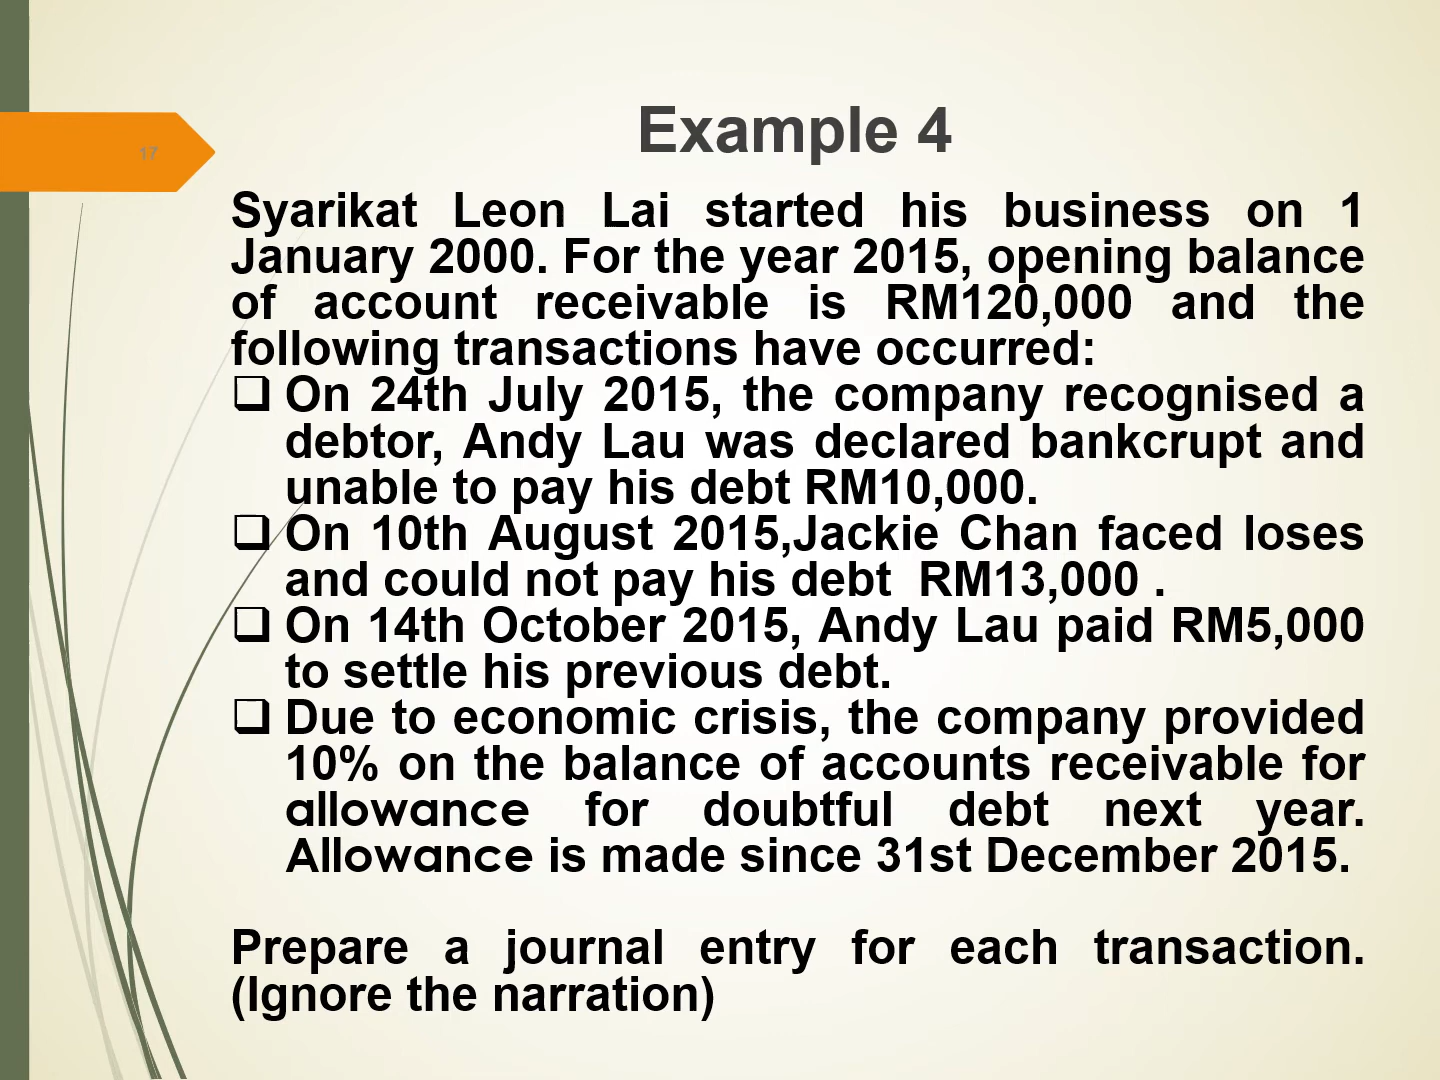 Example 4
17
Syarikat Leon Lai started his business on 1
January 2000. For the year 2015, opening balance
of account receivable is RM120,000 and the
following transactions have occurred:
❑ On 24th July 2015, the company recognised a
debtor, Andy Lau was declared bankcrupt and
unable to pay his debt RM10,000.
❑ On 10th August 2015,Jackie Chan faced loses
and could not pay his debt  RM13,000 .
❑ On 14th October 2015, Andy Lau paid RM5,000
to settle his previous debt.
❑ Due to economic crisis, the company provided
10% on the balance of accounts receivable for
allowance for doubtful debt next year.
Allowance is made since 31st December 2015.
Prepare a journal entry for each transaction.
(Ignore the narration)